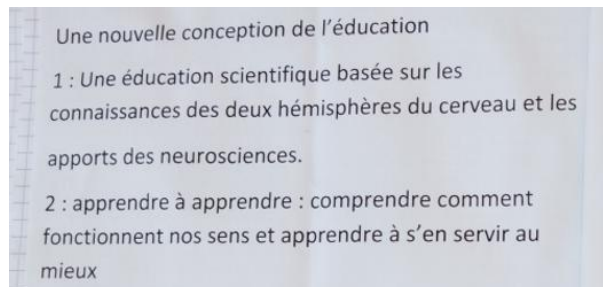 Une nouvelle conception de l'éducation
1 : Une éducation scientifique basée sur les
connaissances des deux hémisphères du cerveau et les
apports des neurosciences.
2 : apprendre à apprendre : comprendre comment
fonctionnent nos sens et apprendre à s'en servir au
mieux